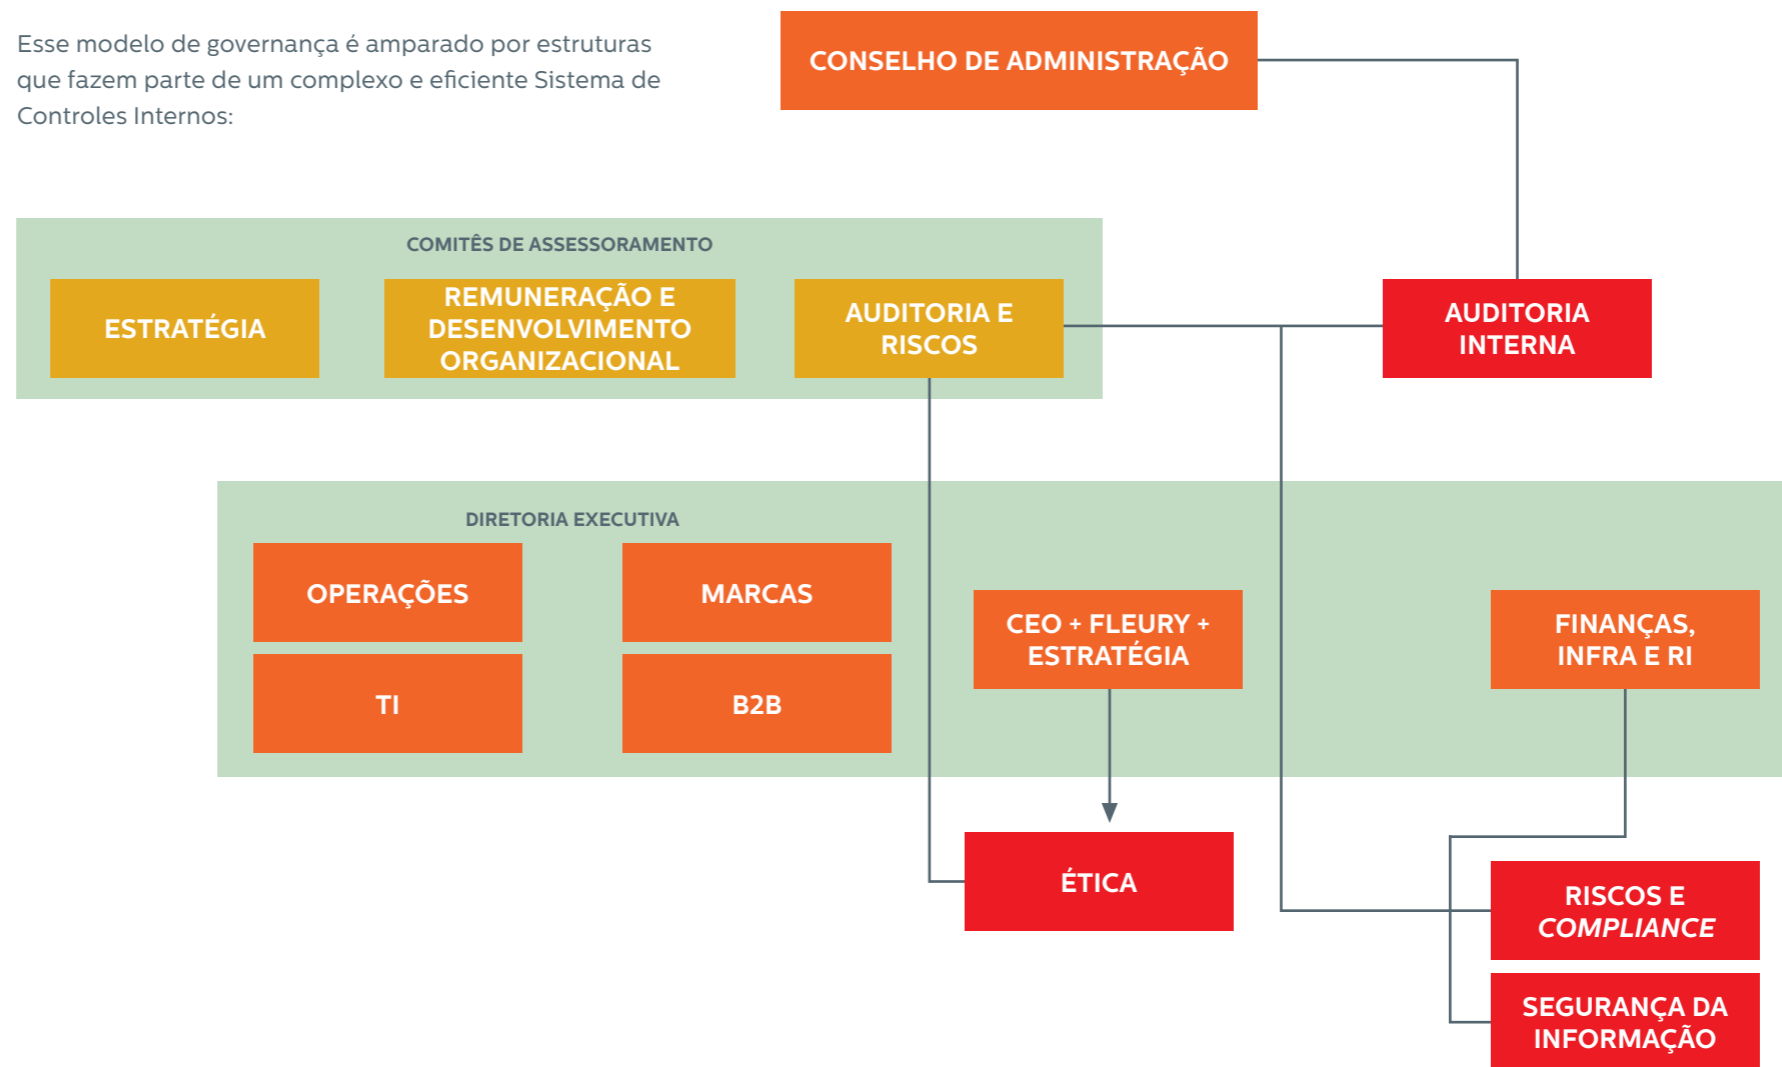 Esse modelo de governança é amparado por estruturas
que fazem parte de um complexo e eficiente Sistema de
Controles Internos:
CONSELHO DE ADMINISTRAÇÃO
COMITÊS DE ASSESSORAMENTO
ESTRATÉGIA
REMUNERAÇÃO E
DESENVOLVIMENTO
ORGANIZACIONAL
AUDITORIA E
RISCOS
AUDITORIA
INTERNA
DIRETORIA EXECUTIVA
OPERAÇÕES
MARCAS
TI
B2B
CEO + FLEURY +
ESTRATÉGIA
FINANÇAS,
INFRA E RI
ÉTICA
RISCOS E
COMPLIANCE
SEGURANÇA DA
INFORMAÇÃO